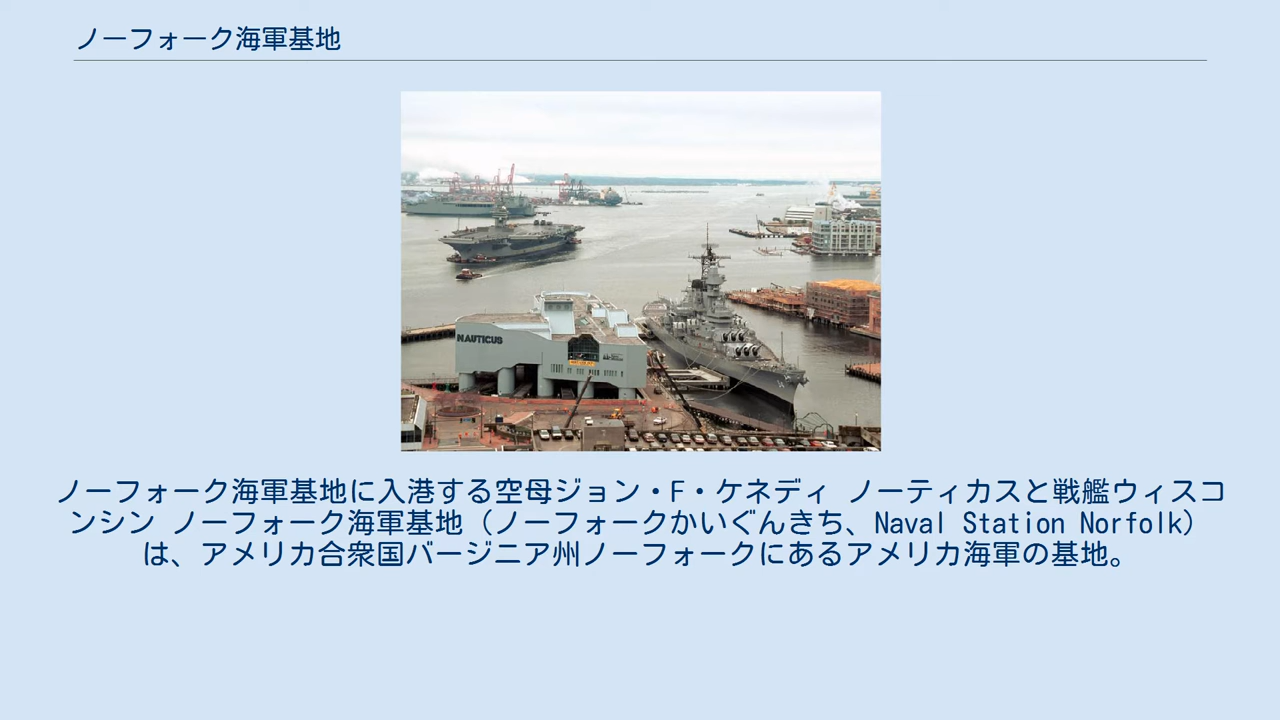 ノーフォーク海軍基地
NAUTICUS
ノーフォーク海軍基地に入港する空母ジョン・F・ケネディ ノーティカスと戦艦ウィスコ
ンシン ノーフォーク海軍基地（ノーフォークかいぐんきち、Naval Station Norfolk）
は、アメリカ合衆国バージニア州ノーフォークにあるアメリカ海軍の基地。